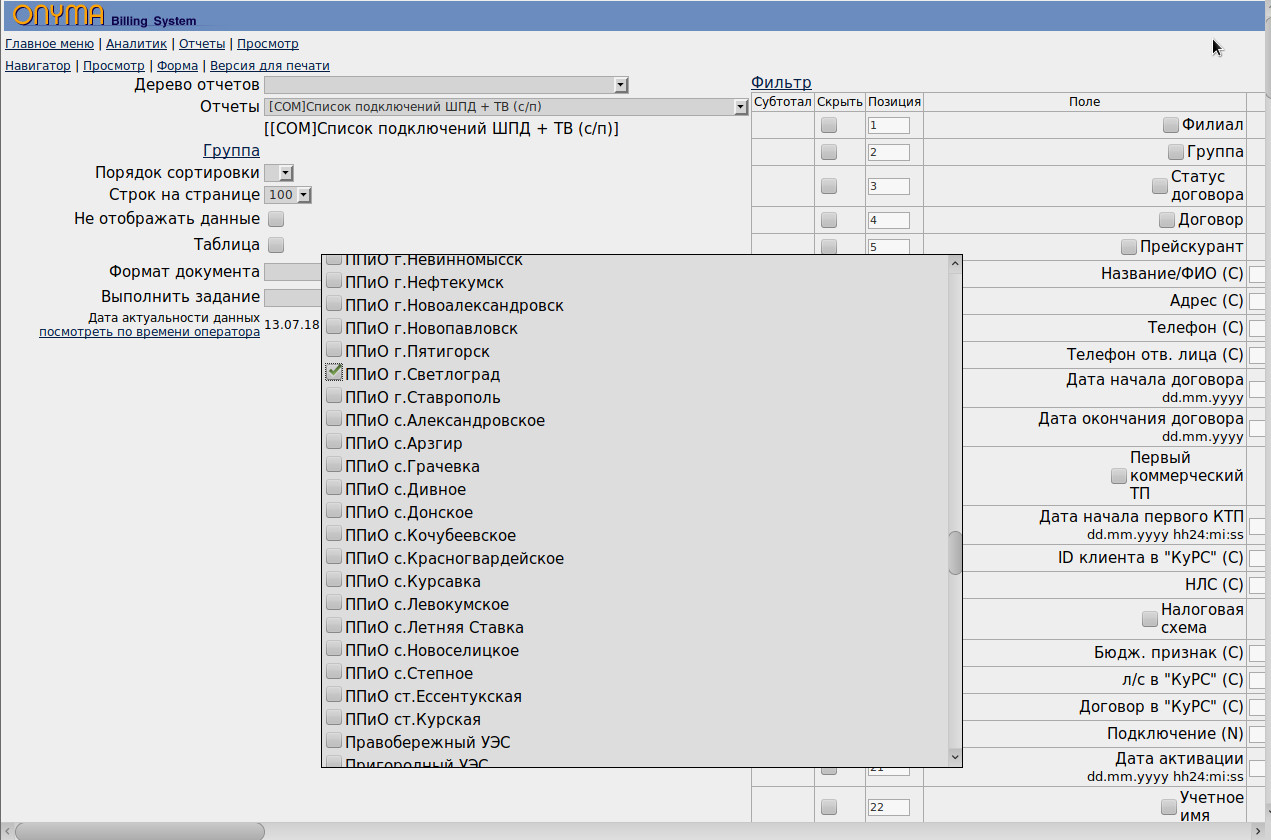 ONYMA Billing System
Главное меню | Аналитик | Отчеты | Просмотр
Навигатор | Просмотр | Форма | Версия для печати
Дерево отчетов
Отчеты [COM]Список подключений ШПД + ТВ (с/п)
[[COM]Список подключений ШПД + ТВ (с/п)]
Группа
Порядок сортировки
Строк на странице 100
Не отображать данные
Таблица
Формат документа
Выполнить задание
Дата актуальности данных
посмотреть по времени оператора 13.07.18
ППиО г.Невинномысск
ППиО г.Нефтекумск
ППиО г.Новоалександровск
ППиО г.Новопавловск
ППиО г.Пятигорск
ППиО г.Светлоград
ППиО г.Ставрополь
ППиО с.Александровское
ППиО с.Арзгир
ППиО с.Грачевка
ППиО с.Дивное
ППиО с.Донское
ППиО с.Кочубеевское
ППиО с.Красногвардейское
ППиО с.Курсавка
ППиО с.Левокумское
ППиО с.Летняя Ставка
ППиО с.Новоселицкое
ППиО с.Степное
ППиО ст.Ессентукская
ППиО ст.Курская
Правобережный УЭС
Пригородный УЭС
Фильтр
Субтотал Скрыть Позиция Поле
1 Филиал
2 Группа
3 Статус
договора
4 Договор
5 Прейскурант
Название/ФИО (C)
Адрес (C)
Телефон (C)
Телефон отв. лица (C)
Дата начала договора
dd.mm.yyyy
Дата окончания договора
dd.mm.yyyy
Первый
коммерческий
ТП
Дата начала первого КТП
dd.mm.yyyy hh24:mi:ss
ID клиента в "КуРС" (C)
НЛС (C)
Налоговая
схема
Бюдж. признак (C)
л/с в "КуРС" (C)
Договор в "КуРС" (C)
Подключение (N)
21 Дата активации
dd.mm.yyyy hh24:mi:ss
22 Учетное
имя